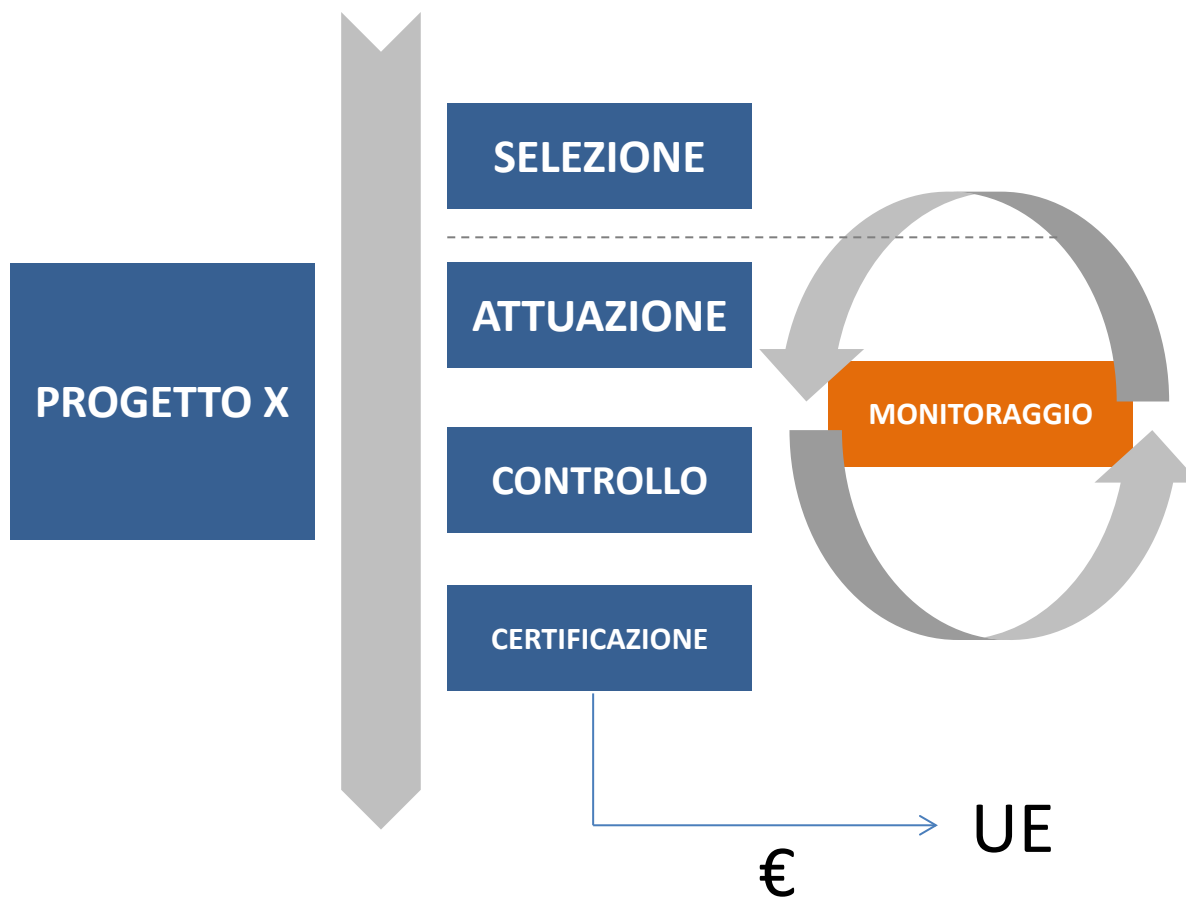 SELEZIONE
ATTUAZIONE
PROGETTO X
MONITORAGGIO
CONTROLLO
CERTIFICAZIONE
UE
€